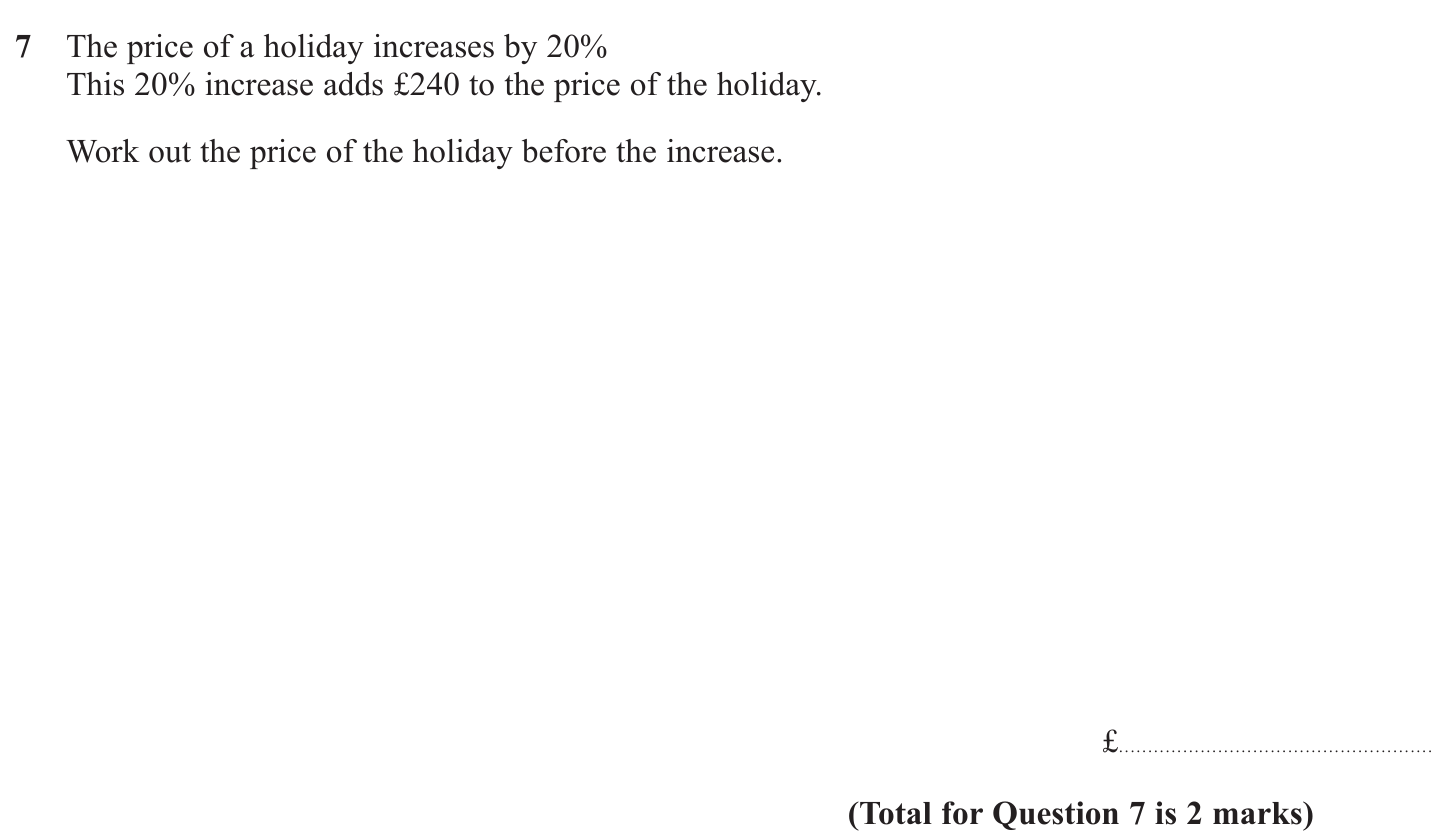 7 The price of a holiday increases by 20%
This 20% increase adds £240 to the price of the holiday.
Work out the price of the holiday before the increase.
£......................................................
(Total for Question 7 is 2 marks)